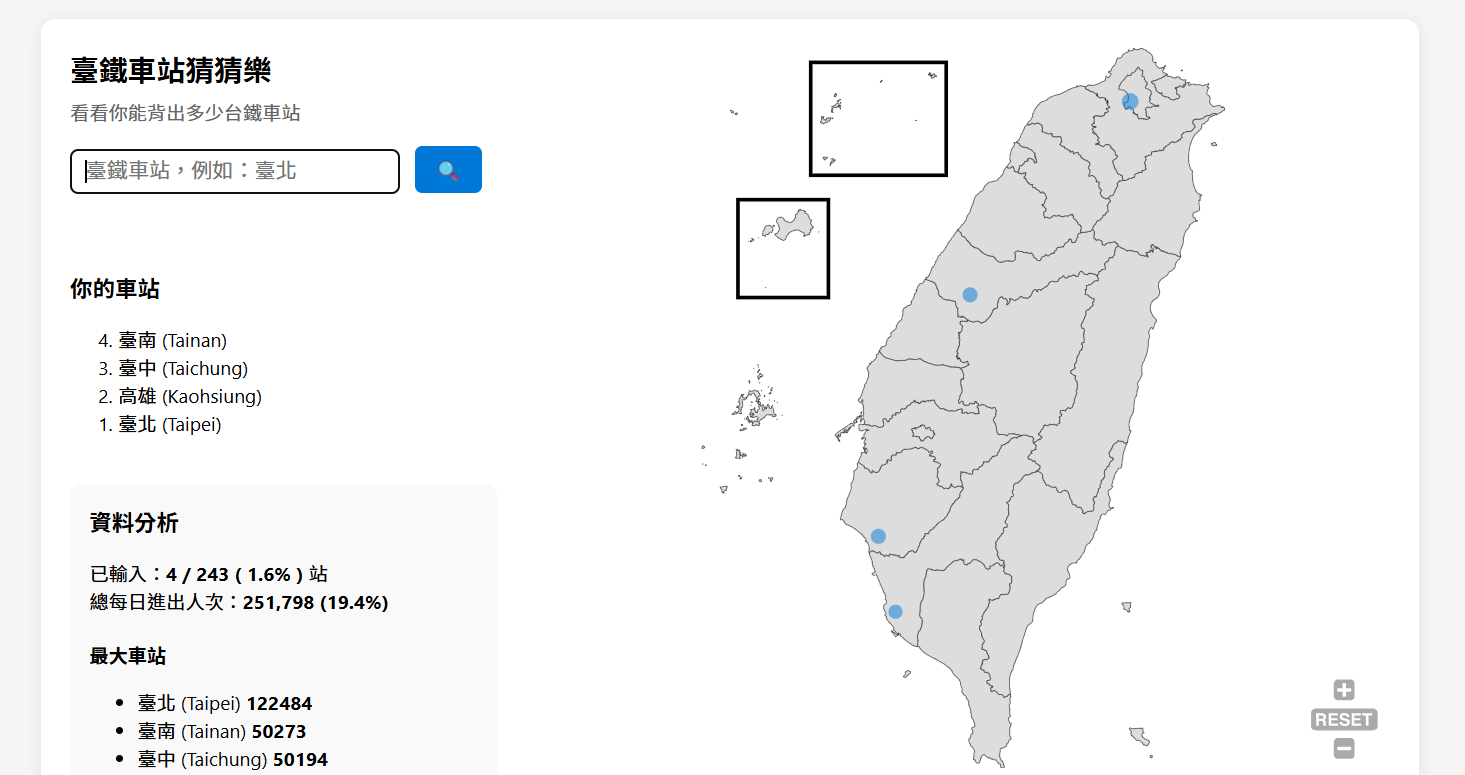 臺鐵車站猜猜樂
看看你能背出多少台鐵車站
臺鐵車站，例如：臺北
你的車站
4. 臺南 (Tainan)
3. 臺中 (Taichung)
2. 高雄 (Kaohsiung)
1. 臺北 (Taipei)
資料分析
已輸入：4 / 243 ( 1.6% ) 站
總每日進出人次：251,798 (19.4%)
最大車站
臺北 (Taipei) 122484
臺南 (Tainan) 50273
臺中 (Taichung) 50194
RESET